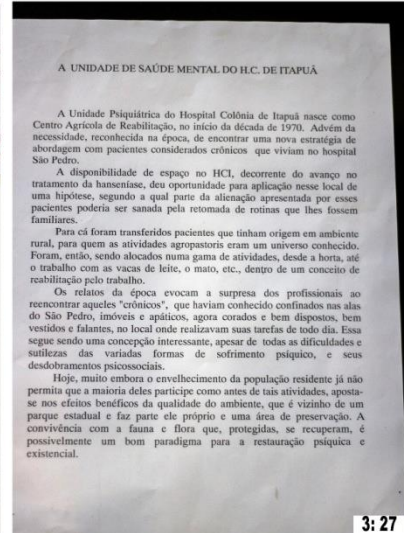 A UNIDADE DE SAÚDE MENTAL DO H.C. DE ITAPUÃ
A Unidade Psiquiátrica do Hospital Colônia de Itapuã nasce como
Centro Agrícola de Reabilitação, no início da década de 1970. Advém da
necessidade, reconhecida na época, de encontrar uma nova estratégia de
abordagem com pacientes considerados crônicos que viviam no hospital
São Pedro.
A disponibilidade de espaço no HCI, decorrente do avanço no
tratamento da hanseníase, deu oportunidade para aplicação nesse local de
uma hipótese, segundo a qual parte da alienação apresentada por esses
pacientes poderia ser sanada pela retomada de rotinas que lhes fossem
familiares.
Para cá foram transferidos pacientes que tinham origem em ambiente
rural, para quem as atividades agropastoris eram um universo conhecido.
Foram, então, sendo alocados numa gama de atividades, desde a horta, até
o trabalho com as vacas de leite, o mato, etc., dentro de um conceito de
reabilitação pelo trabalho.
Os relatos da época evocam a surpresa dos profissionais ao
reencontrar aqueles "crônicos", que haviam conhecido confinados nas alas
do São Pedro, imóveis e apáticos, agora corados e bem dispostos, bem
vestidos e falantes, no local onde realizavam suas tarefas de todo dia. Essa
segue sendo uma concepção interessante, apesar de todas as dificuldades e
sutilezas das variadas formas de sofrimento psíquico, e seus
desdobramentos psicossociais.
Hoje, muito embora o envelhecimento da população residente já não
permita que a maioria deles participe como antes de tais atividades, aposta-
se nos efeitos benéficos da qualidade do ambiente, que é vizinho de um
parque estadual e faz parte ele próprio e uma área de preservação. A
convivência com a fauna e flora que, protegidas, se recuperam, é
possivelmente um bom paradigma para a restauração psíquica e
existencial.
3: 27